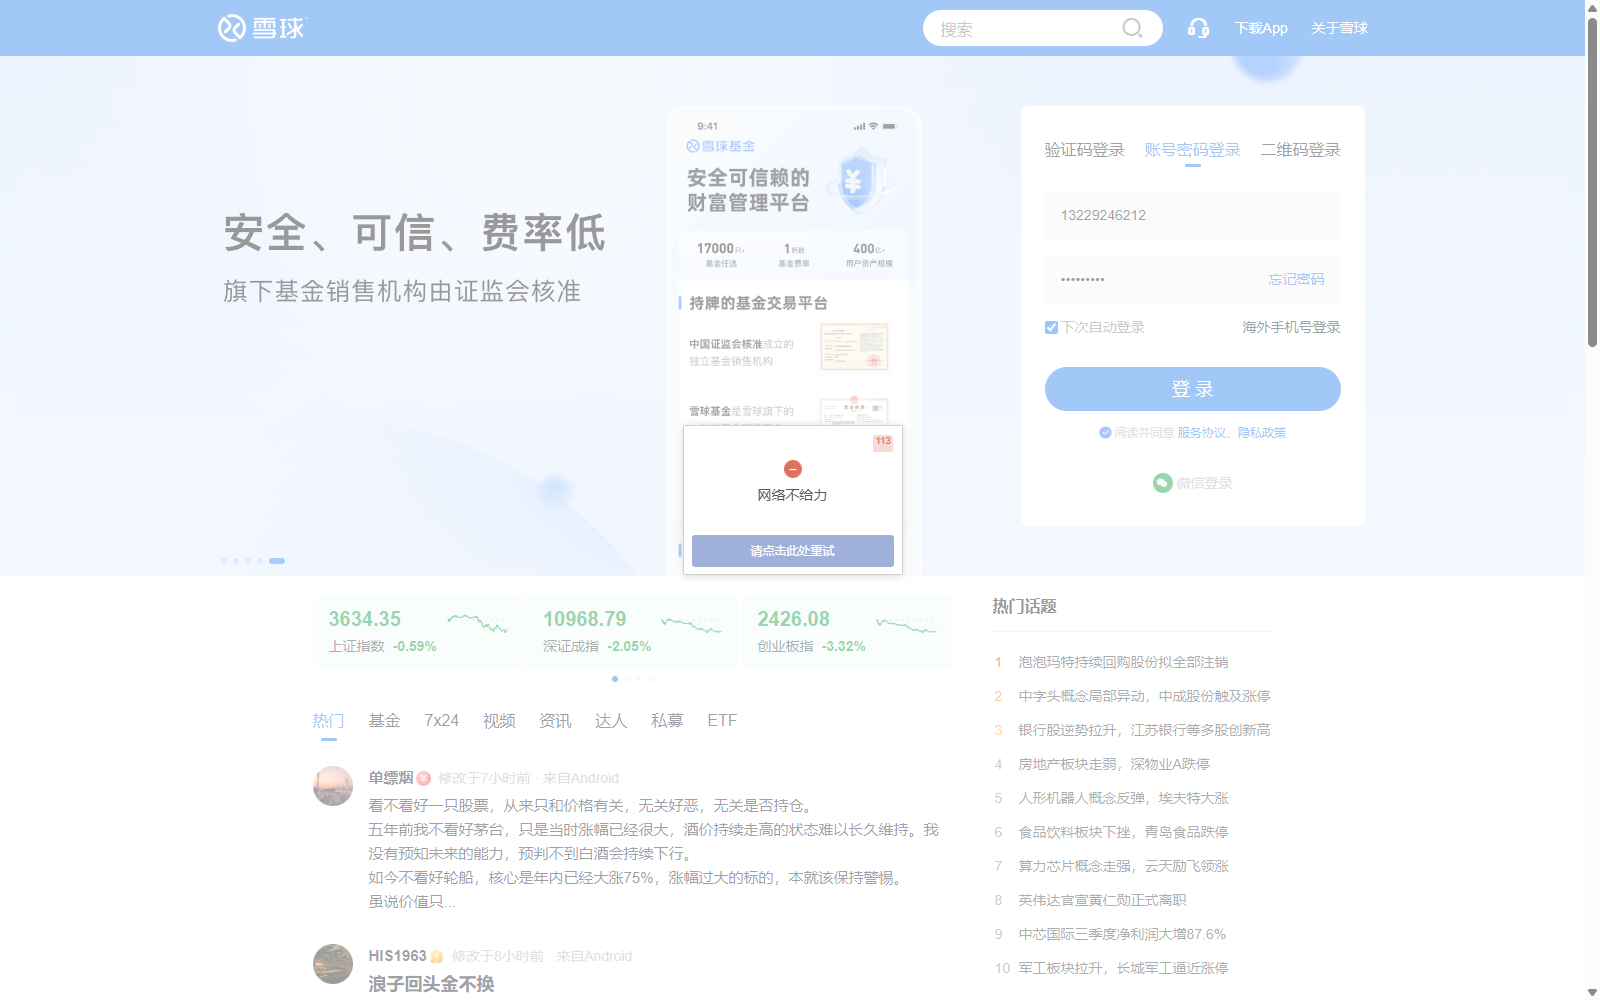 雪球
搜索
下载App
关于雪球
安全、可信、费率低
旗下基金销售机构由证监会核准
9:41
雪球基金
安全可信赖的
财富管理平台
17000只+
基金任选
1折起
基金费率
400亿+
用户资产规模
持牌的基金交易平台
中国证监会核准成立的
独立基金销售机构
雪球基金是雪球旗下的
验证码登录
账号密码登录
二维码登录
13229246212
•••••••••
忘记密码
下次自动登录
海外手机号登录
登 录
阅读并同意 服务协议、隐私政策
微信登录
113
网络不给力
请点击此处重试
3634.35
上证指数 -0.59%
10968.79
深证成指 -2.05%
2426.08
创业板指 -3.32%
热门
基金
7x24
视频
资讯
达人
私募
ETF
单缥烟 修改于7小时前 · 来自Android
看不看好一只股票，从来只和价格有关，无关好恶，无关是否持仓。
五年前我不看好茅台，只是当时涨幅已经很大，酒价持续走高的状态难以长久维持。我
没有预知未来的能力，预判不到白酒会持续下行。
如今不看好轮船，核心是年内已经大涨75%，涨幅过大的标的，本就该保持警惕。
虽说价值只...
HIS1963 修改于8小时前 · 来自Android
浪子回头金不换
热门话题
1 泡泡玛特持续回购股份拟全部注销
2 中字头概念局部异动，中成股份触及涨停
3 银行股逆势拉升，江苏银行等多股创新高
4 房地产板块走弱，深物业A跌停
5 人形机器人概念反弹，埃夫特大涨
6 食品饮料板块下挫，青岛食品跌停
7 算力芯片概念走强，云天励飞领涨
8 英伟达官宣黄仁勋正式离职
9 中芯国际三季度净利润大增87.6%
10 军工板块拉升，长城军工逼近涨停